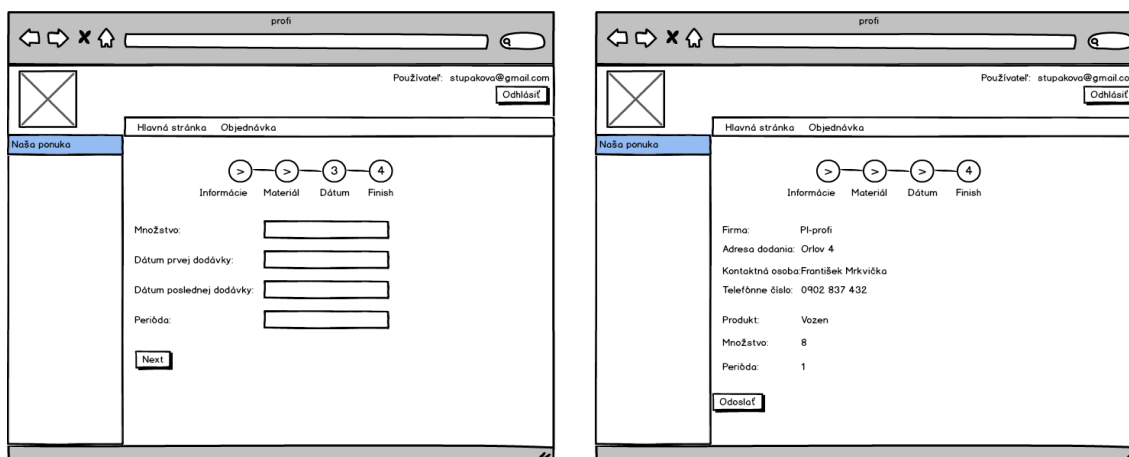 profi
Používateľ: stupakova@gmail.com
Odhlásiť
Hlavná stránka Objednávka
Naša ponuka
> > 3 4
Informácie Materiál Dátum Finish
Množstvo:
Dátum prvej dodávky:
Dátum poslednej dodávky:
Perióda:
Next
profi
Používateľ: stupakova@gmail.co
Odhlásiť
Hlavná stránka Objednávka
Naša ponuka
> > > 4
Informácie Materiál Dátum Finish
Firma: Pl-profi
Adresa dodania: Orlov 4
Kontaktná osoba:František Mrkvička
Telefónne číslo: 0902 837 432
Produkt: Vozen
Množstvo: 8
Perióda: 1
Odoslať